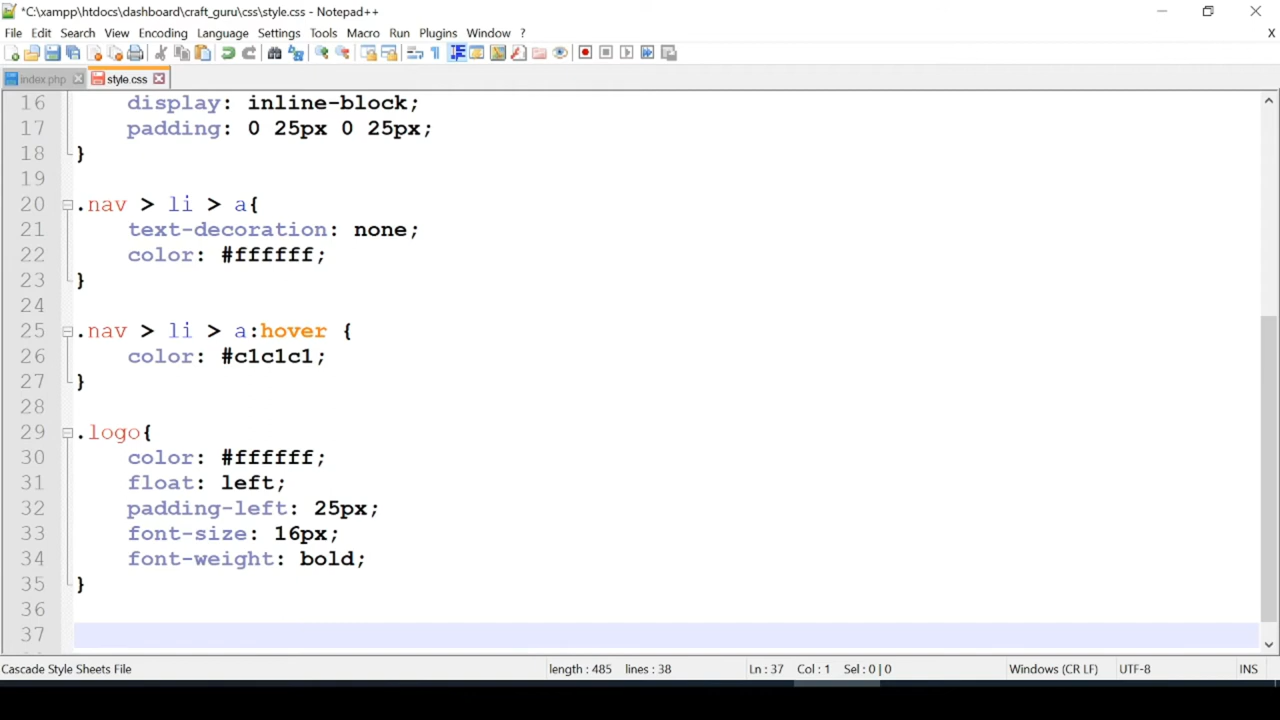 *C:\xampp\htdocs\dashboard\craft_guru\css\style.css - Notepad++
File Edit Search View Encoding Language Settings Tools Macro Run Plugins Window ? X
index.php style.css
16 display: inline-block;
17 padding: 0 25px 0 25px;
18 }
19
20 .nav > li > a{
21 text-decoration: none;
22 color: #ffffff;
23 }
24
25 .nav > li > a:hover {
26 color: #c1c1c1;
27 }
28
29 .logo{
30 color: #ffffff;
31 float: left;
32 padding-left: 25px;
33 font-size: 16px;
34 font-weight: bold;
35 }
36
37
Cascade Style Sheets File length : 485 lines : 38 Ln : 37 Col : 1 Sel : 0 | 0 Windows (CR LF) UTF-8 INS